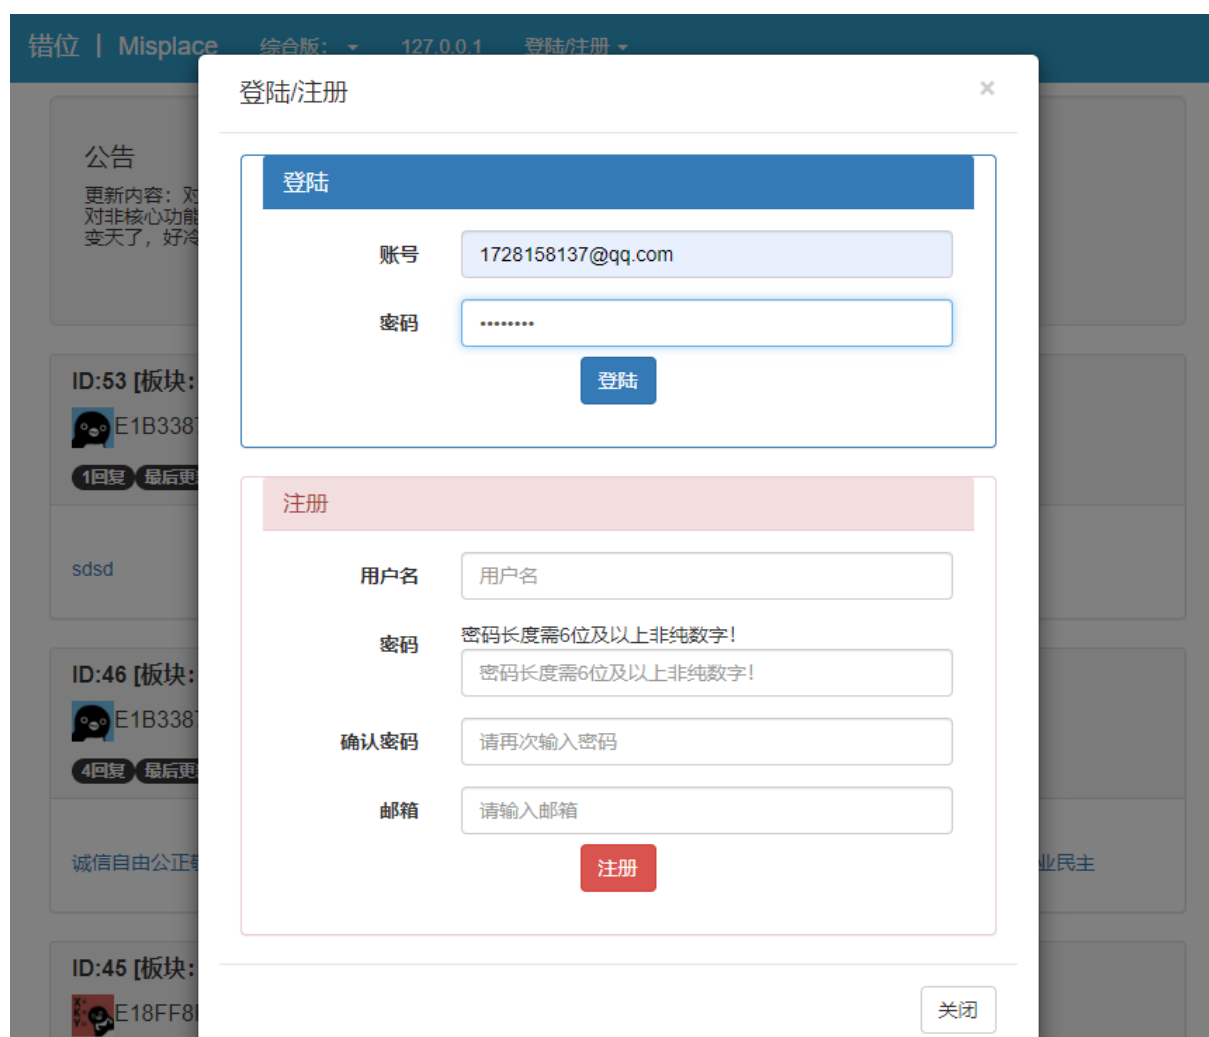 错位 | Misplace 综合版： 127.0.0.1 登陆/注册
登陆/注册
×
公告
更新内容：对
对非核心功能
变天了，好冷
登陆
账号 1728158137@qq.com
密码 ········
登陆
ID:53 [板块：
E1B338
1回复 最后更
sdsd
注册
用户名 用户名
密码 密码长度需6位及以上非纯数字！
密码长度需6位及以上非纯数字！
确认密码 请再次输入密码
邮箱 请输入邮箱
注册
ID:46 [板块：
E1B338
4回复 最后更
诚信自由公正 业民主
ID:45 [板块：
E18FF8
关闭